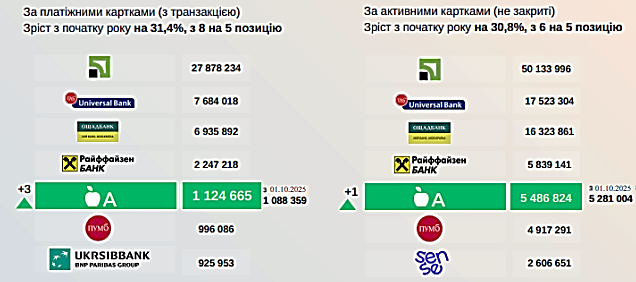 За платіжними картками (з транзакцією)
Зріст з початку року на 31,4%, з 8 на 5 позицію
27 878 234
Universal Bank
7 684 018
ОЩАДБАНК
6 935 892
Райффайзен
БАНК
2 247 218
+3
А
1 124 665
з 01.10.2025
1 088 359
ПУМБ
996 086
UKRSIBBANK
BNP PARIBAS GROUP
925 953
За активними картками (не закриті)
Зріст з початку року на 30,8%, з 6 на 5 позицію
50 133 996
Universal Bank
17 523 304
ОЩАДБАНК
16 323 861
Райффайзен
БАНК
5 839 141
+1
А
5 486 824
з 01.10.2025
5 281 004
ПУМБ
4 917 291
sense
2 606 651